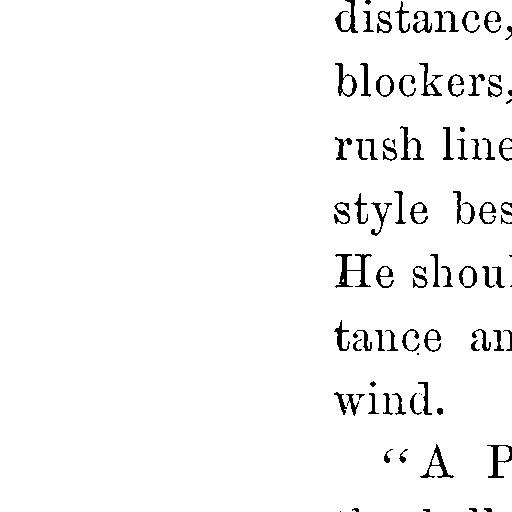 distance,
blockers,
rush line
style bes
He shoul
tance an
wind.
“A P